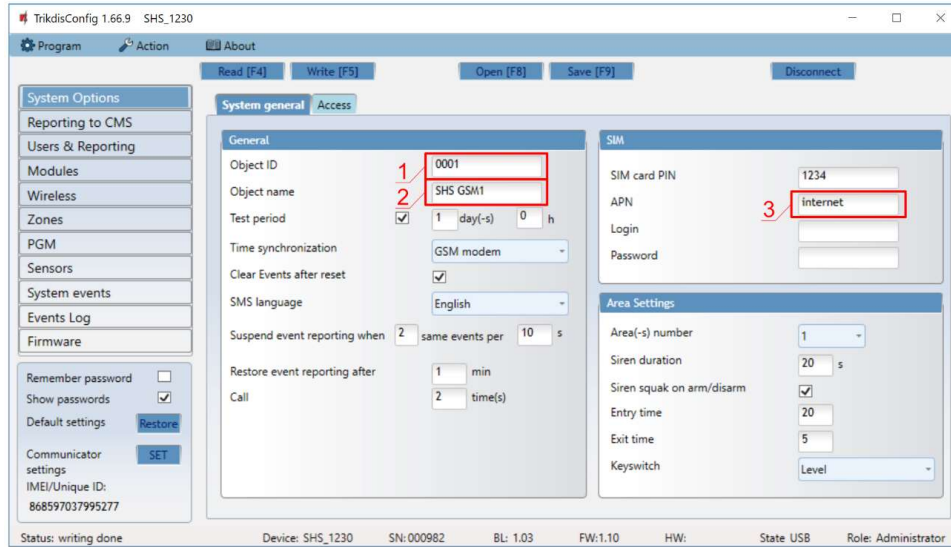 TrikdisConfig 1.66.9 SHS_1230
Program Action About
Read [F4] Write [F5] Open [F8] Save [F9] Disconnect
System Options
Reporting to CMS
Users & Reporting
Modules
Wireless
Zones
PGM
Sensors
System events
Events Log
Firmware
Remember password
Show passwords
Default settings Restore
Communicator SET
settings
IMEI/Unique ID:
868597037995277
System general Access
General
Object ID 1 0001
Object name 2 SHS GSM1
Test period 1 day(-s) 0 h
Time synchronization GSM modem
Clear Events after reset
SMS language English
Suspend event reporting when 2 same events per 10 s
Restore event reporting after 1 min
Call 2 time(s)
SIM
SIM card PIN 1234
APN 3 internet
Login
Password
Area Settings
Area(-s) number 1
Siren duration 20 s
Siren squak on arm/disarm
Entry time 20
Exit time 5
Keyswitch Level
Status: writing done Device: SHS_1230 SN:000982 BL: 1.03 FW:1.10 HW: State USB Role: Administrator